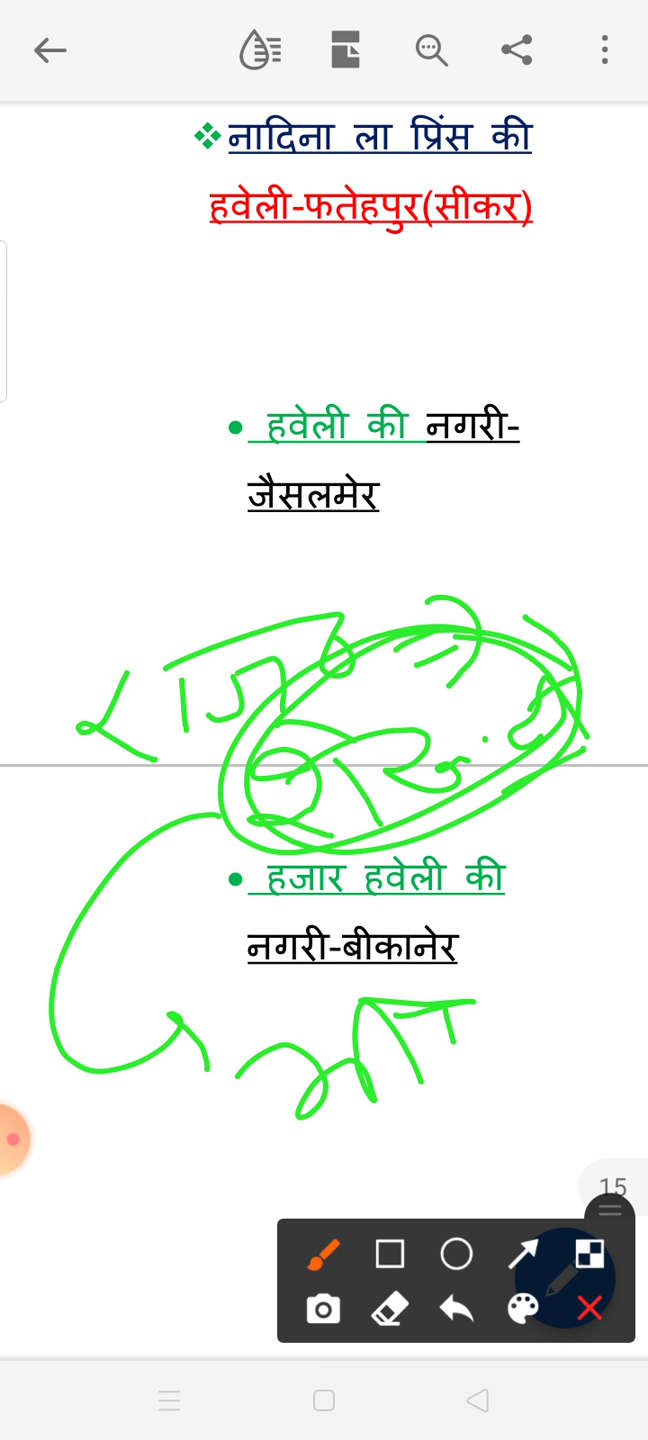 ❖ नादिना ला प्रिंस की
हवेली-फतेहपुर(सीकर)
• हवेली की नगरी-
जैसलमेर
• हजार हवेली की
नगरी-बीकानेर
15